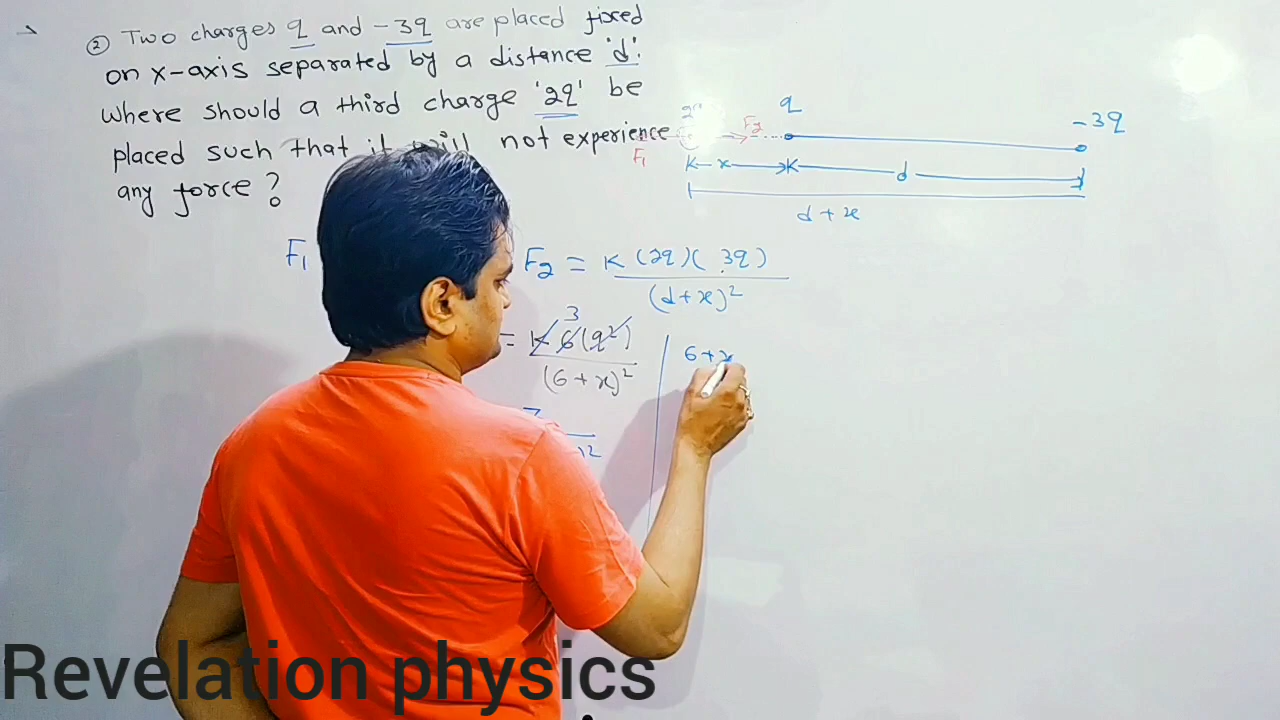 ② Two charges q and -3q are placed fixed
on x-axis separated by a distance 'd'.
Where should a third charge '2q' be
placed such that it will not experience
any force?
q
-3q
F2
F1
x
d
d + x
F1
F2 = K (2q)(3q)
(d+x)²
3
= K 6 (q²)
(6+x)²
6+x
Revelation physics